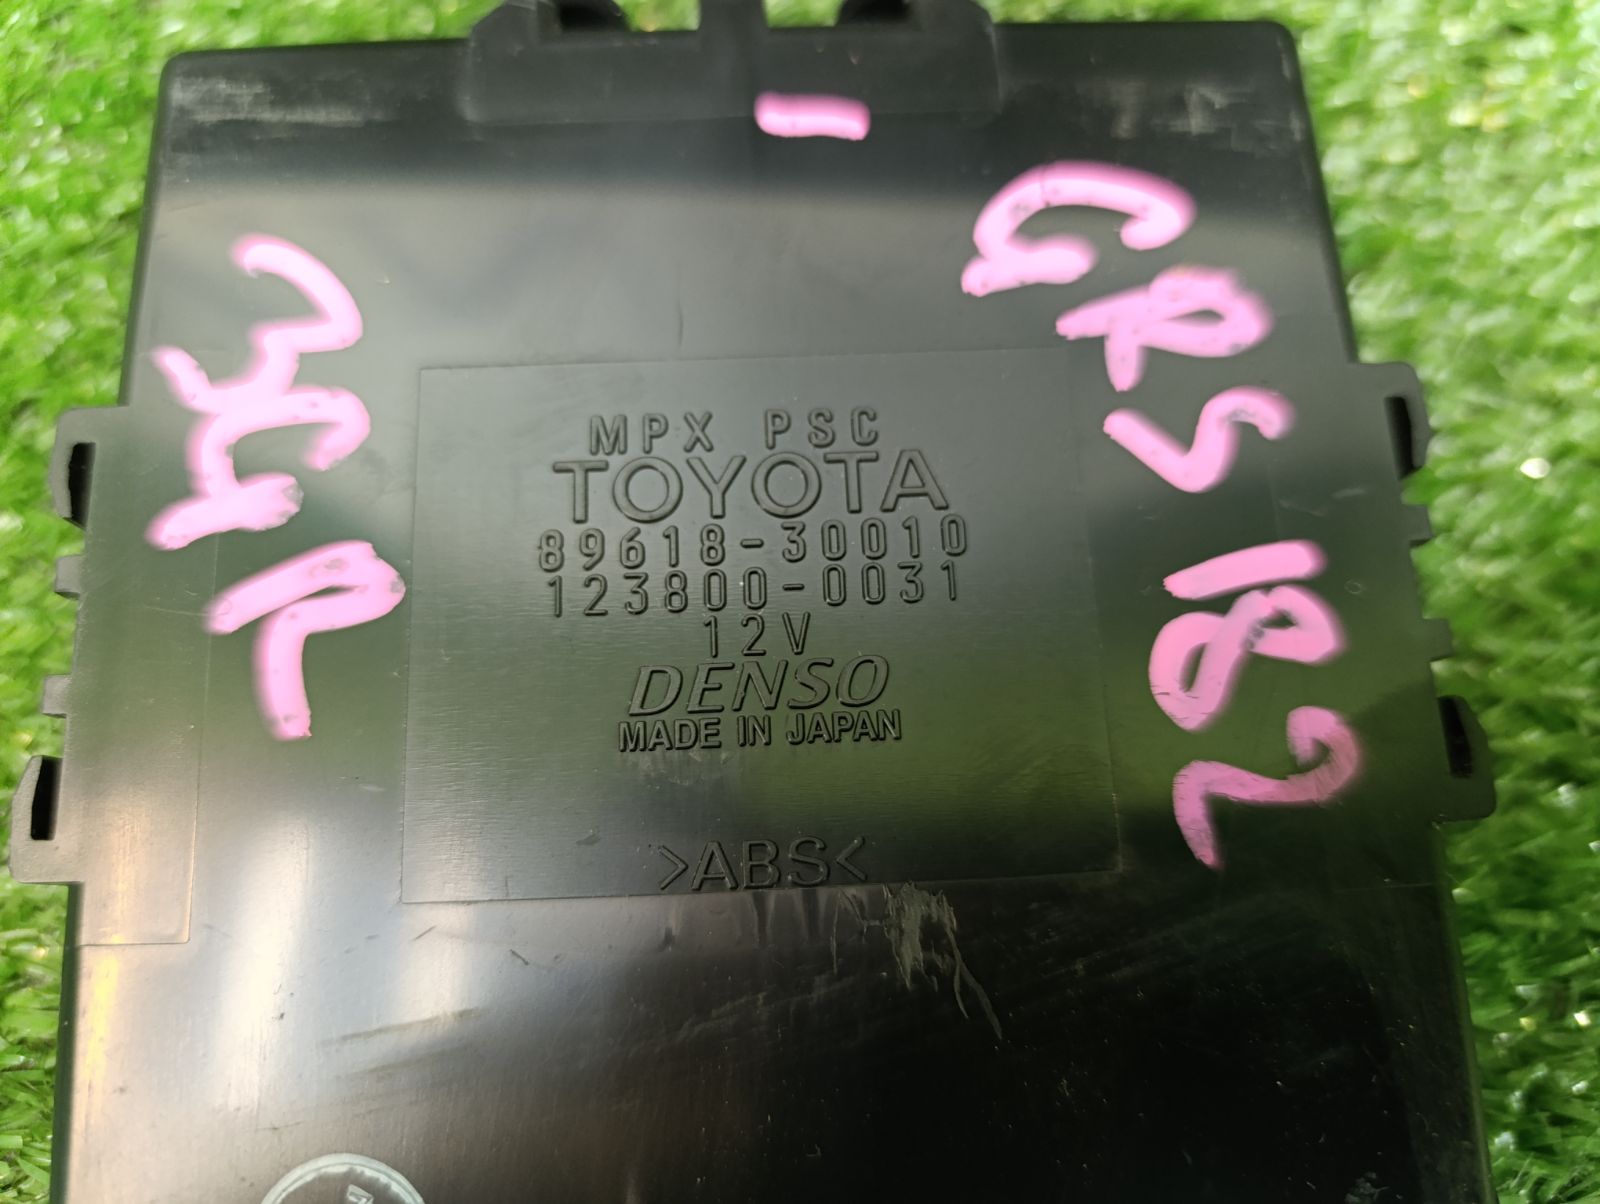 MPX PSC
TOYOTA
89618-30010
123800-0031
12V
DENSO
MADE IN JAPAN
>ABS<
GRS182